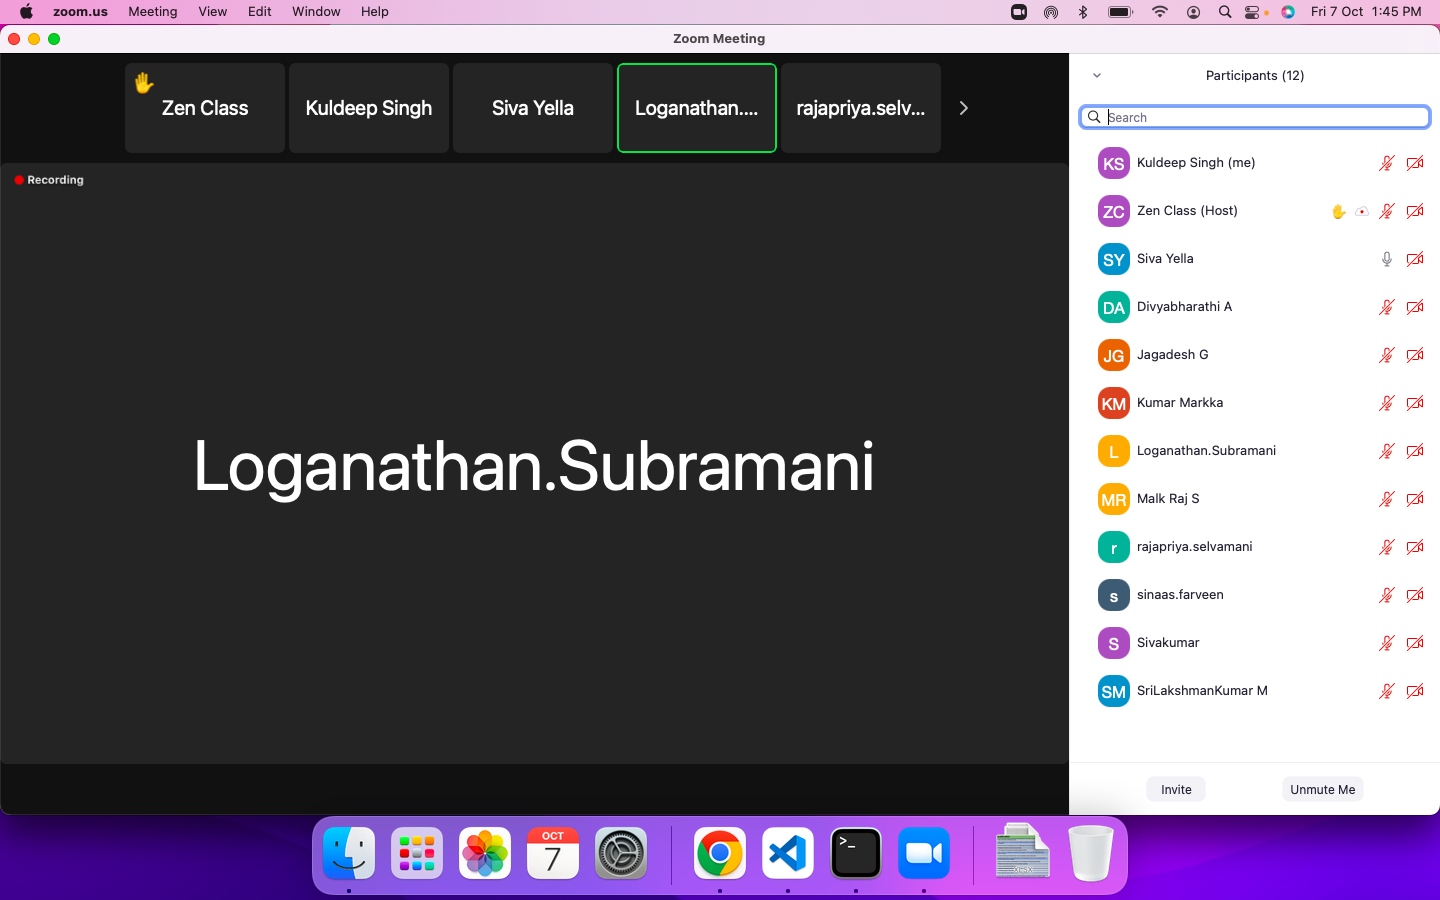 zoom.us Meeting View Edit Window Help Fri 7 Oct 1:45 PM
Zoom Meeting
Zen Class
Kuldeep Singh
Siva Yella
Loganathan....
rajapriya.selv...
Recording
Loganathan.Subramani
Participants (12)
Search
KS Kuldeep Singh (me)
ZC Zen Class (Host)
SY Siva Yella
DA Divyabharathi A
JG Jagadesh G
KM Kumar Markka
L Loganathan.Subramani
MR Malk Raj S
r rajapriya.selvamani
s sinaas.farveen
S Sivakumar
SM SriLakshmanKumar M
Invite Unmute Me
OCT
7
>_